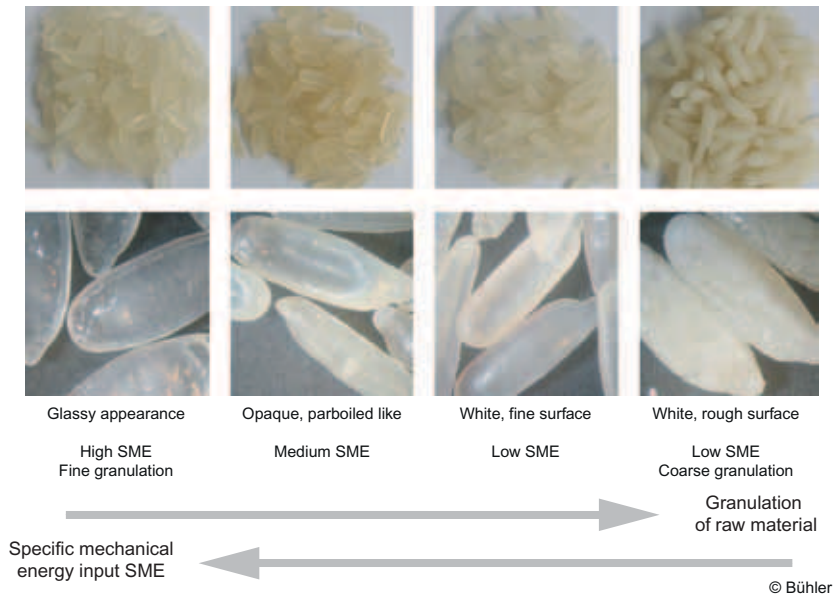 Glassy appearance
Opaque, parboiled like
White, fine surface
White, rough surface
High SME
Fine granulation
Medium SME
Low SME
Low SME
Coarse granulation
Granulation
of raw material
Specific mechanical
energy input SME
© Bühler